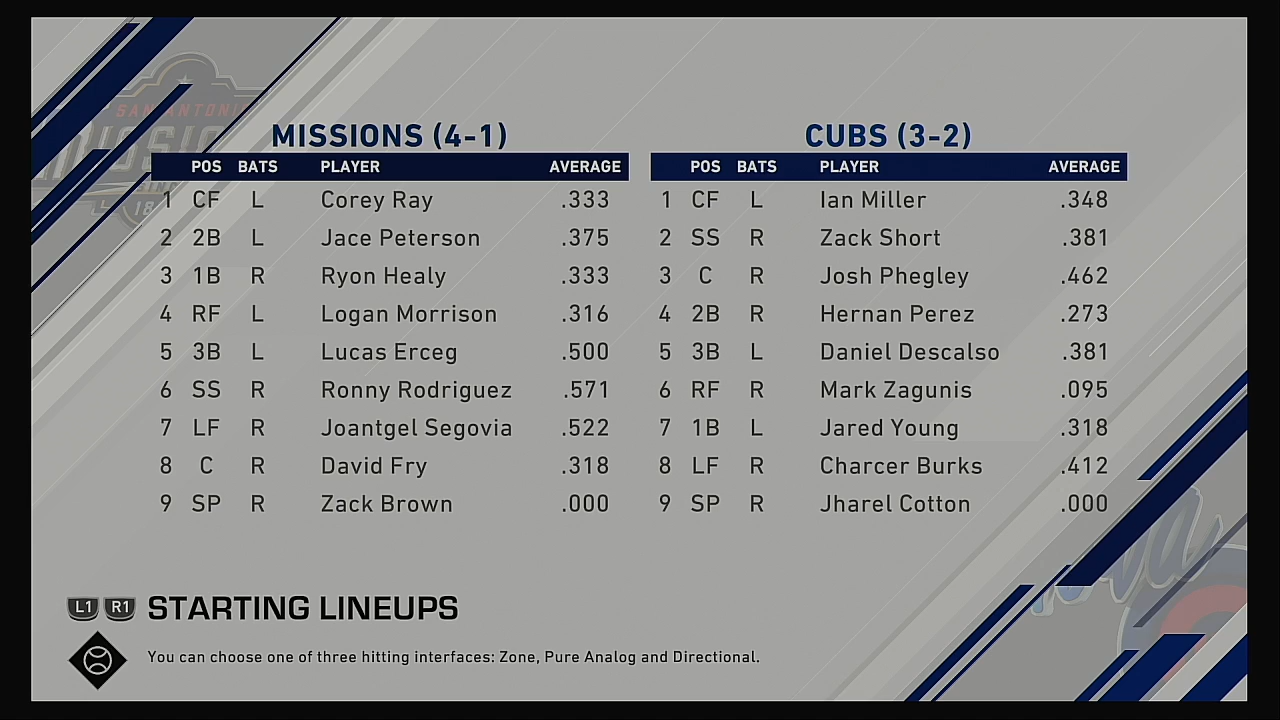 SAN ANTONIO
MISSIONS (4-1)
POS BATS PLAYER AVERAGE
1 CF L Corey Ray .333
2 2B L Jace Peterson .375
3 1B R Ryon Healy .333
4 RF L Logan Morrison .316
5 3B L Lucas Erceg .500
6 SS R Ronny Rodriguez .571
7 LF R Joantgel Segovia .522
8 C R David Fry .318
9 SP R Zack Brown .000
CUBS (3-2)
POS BATS PLAYER AVERAGE
1 CF L Ian Miller .348
2 SS R Zack Short .381
3 C R Josh Phegley .462
4 2B R Hernan Perez .273
5 3B L Daniel Descalso .381
6 RF R Mark Zagunis .095
7 1B L Jared Young .318
8 LF R Charcer Burks .412
9 SP R Jharel Cotton .000
L1 R1 STARTING LINEUPS
You can choose one of three hitting interfaces: Zone, Pure Analog and Directional.